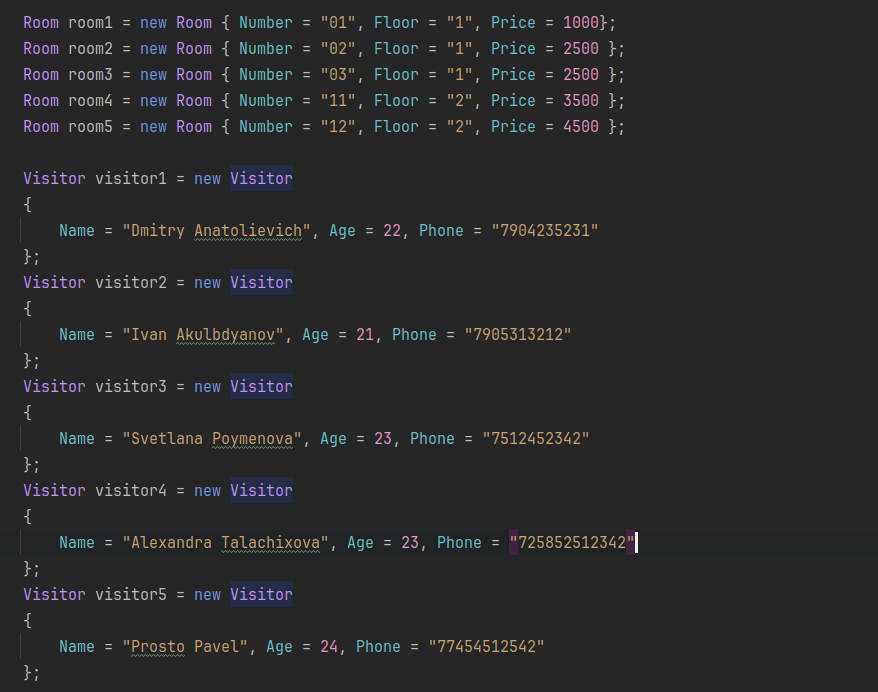 Room room1 = new Room { Number = "01", Floor = "1", Price = 1000};
Room room2 = new Room { Number = "02", Floor = "1", Price = 2500 };
Room room3 = new Room { Number = "03", Floor = "1", Price = 2500 };
Room room4 = new Room { Number = "11", Floor = "2", Price = 3500 };
Room room5 = new Room { Number = "12", Floor = "2", Price = 4500 };
Visitor visitor1 = new Visitor
{
Name = "Dmitry Anatolievich", Age = 22, Phone = "7904235231"
};
Visitor visitor2 = new Visitor
{
Name = "Ivan Akulbdyanov", Age = 21, Phone = "7905313212"
};
Visitor visitor3 = new Visitor
{
Name = "Svetlana Poymenova", Age = 23, Phone = "7512452342"
};
Visitor visitor4 = new Visitor
{
Name = "Alexandra Talachixova", Age = 23, Phone = "725852512342"
};
Visitor visitor5 = new Visitor
{
Name = "Prosto Pavel", Age = 24, Phone = "77454512542"
};